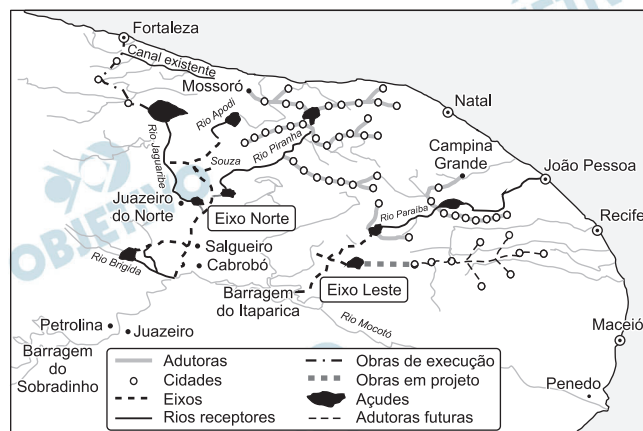 OBJETIVO
Fortaleza
Canal existente
Mossoró
Rio Apodi
Natal
Rio Jaguaribe
Souza
Rio Piranha
Campina
Grande
João Pessoa
Juazeiro
do Norte
Eixo Norte
Rio Paraíba
Recife
Salgueiro
Cabrobó
Rio Brígida
Barragem
do Itaparica
Eixo Leste
Petrolina
Juazeiro
Rio Mocotó
Maceió
Barragem
do Sobradinho
Penedo
Adutoras
Cidades
Eixos
Rios receptores
Obras de execução
Obras em projeto
Açudes
Adutoras futuras